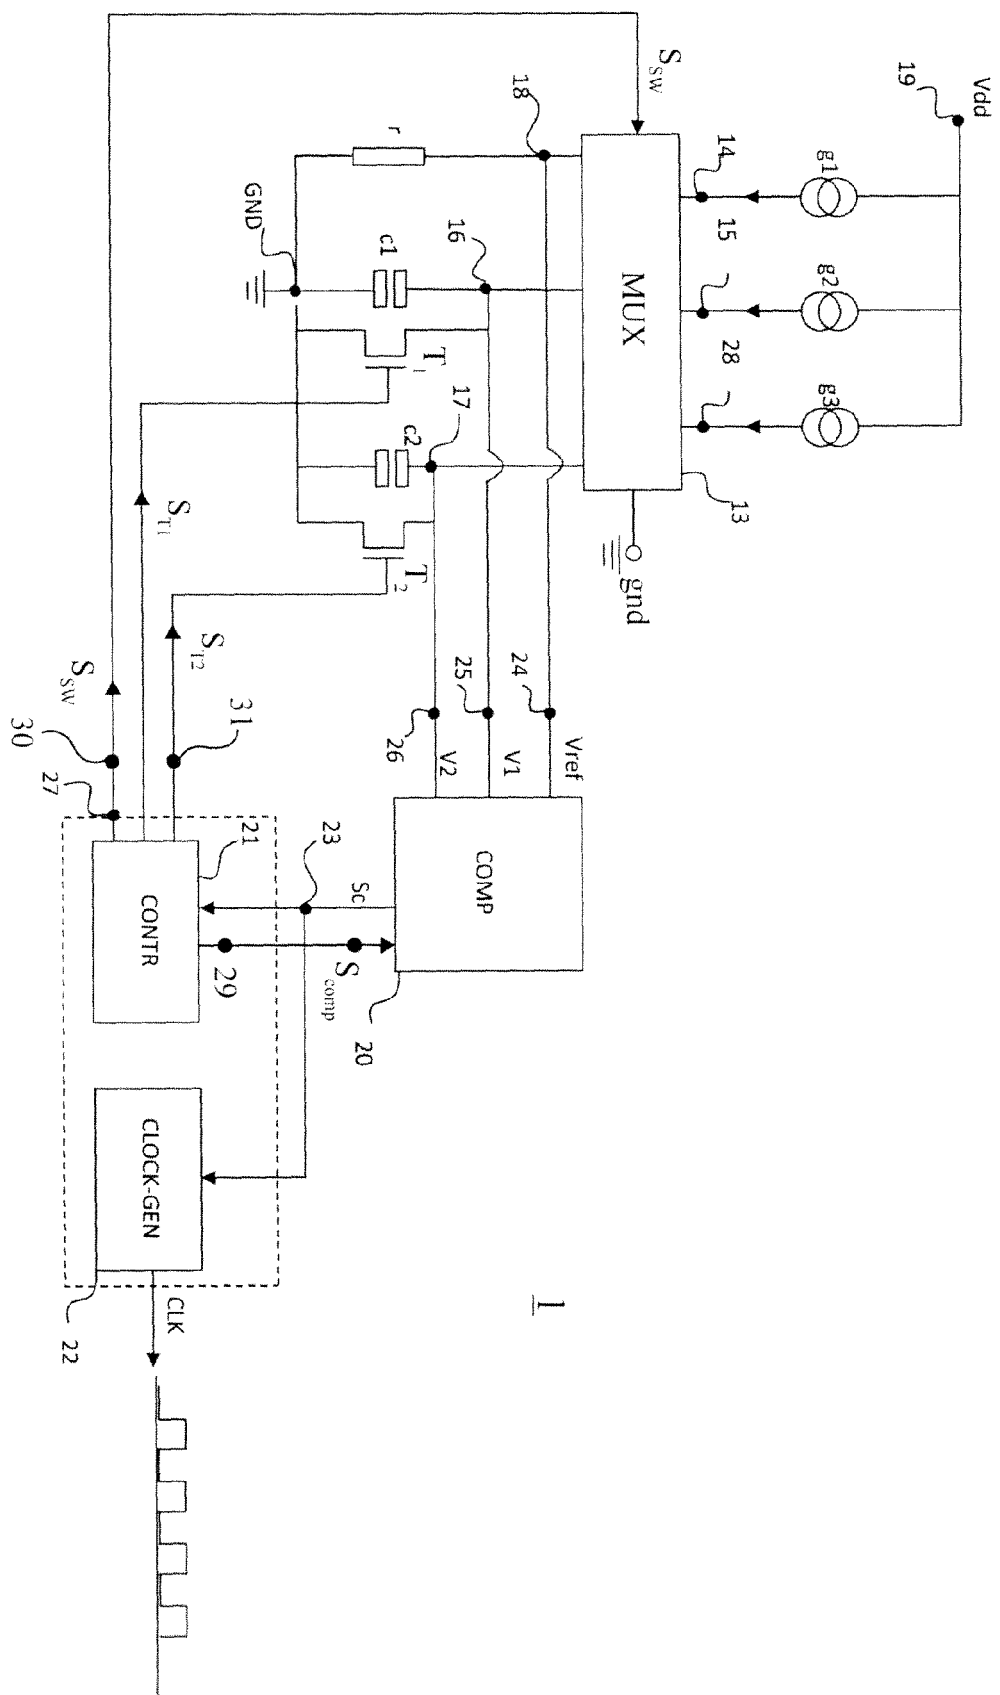 Vdd
19
g1
g2
g3
14
15
28
S_SW
MUX
13
gnd
18
r
GND
c1
16
T_1
c2
17
T_2
S_T1
S_T2
S_SW
24
25
26
Vref
V1
V2
COMP
20
30
31
27
21
23
Sc
CONTR
29
S_comp
CLOCK-GEN
22
CLK
1